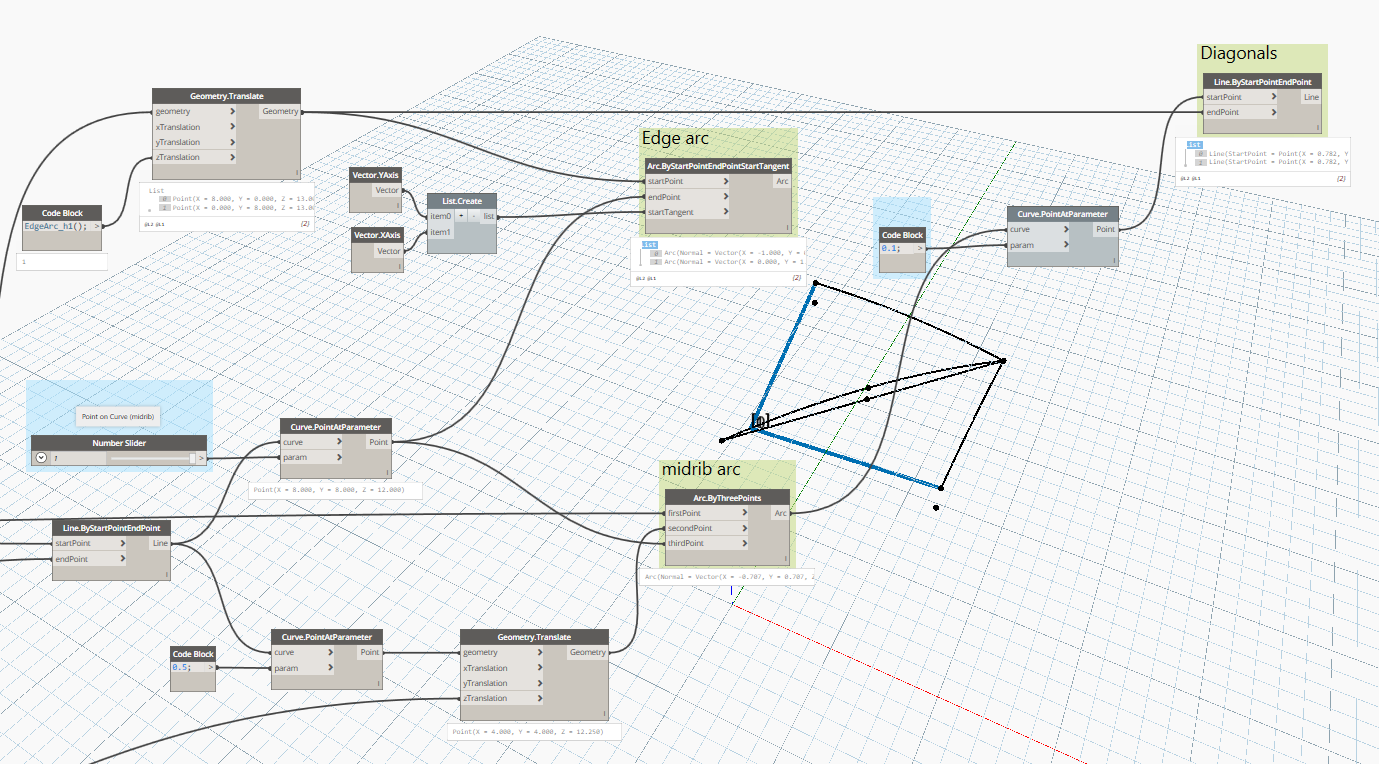 Diagonals
Line.ByStartPointEndPoint
startPoint > Line
endPoint >
List
0 Line(StartPoint = Point(X = 0.782, Y
1 Line(StartPoint = Point(X = 0.782, Y
@L2 @L1 {2}
Geometry.Translate
geometry > Geometry
xTranslation >
yTranslation >
zTranslation >
List
0 Point(X = 8.000, Y = 0.000, Z = 13.0
1 Point(X = 0.000, Y = 8.000, Z = 13.0
@L2 @L1 {2}
Code Block
EdgeArc_h1(); >
1
Vector.YAxis
Vector
Vector.XAxis
Vector
List.Create
item0 + - list
item1
Edge arc
Arc.ByStartPointEndPointStartTangent
startPoint > Arc
endPoint >
startTangent >
List
0 Arc(Normal = Vector(X = -1.000, Y =
1 Arc(Normal = Vector(X = 0.000, Y = 1
@L2 @L1 {2}
Code Block
0.1; >
Curve.PointAtParameter
curve > Point
param >
[0]
Point on Curve (midrib)
Number Slider
1 >
Curve.PointAtParameter
curve > Point
param >
Point(X = 8.000, Y = 8.000, Z = 12.000)
midrib arc
Arc.ByThreePoints
firstPoint > Arc
secondPoint >
thirdPoint >
Arc(Normal = Vector(X = -0.707, Y = 0.707, Z
Line.ByStartPointEndPoint
startPoint > Line
endPoint >
Code Block
0.5; >
Curve.PointAtParameter
curve > Point
param >
Geometry.Translate
geometry > Geometry
xTranslation >
yTranslation >
zTranslation >
Point(X = 4.000, Y = 4.000, Z = 12.250)